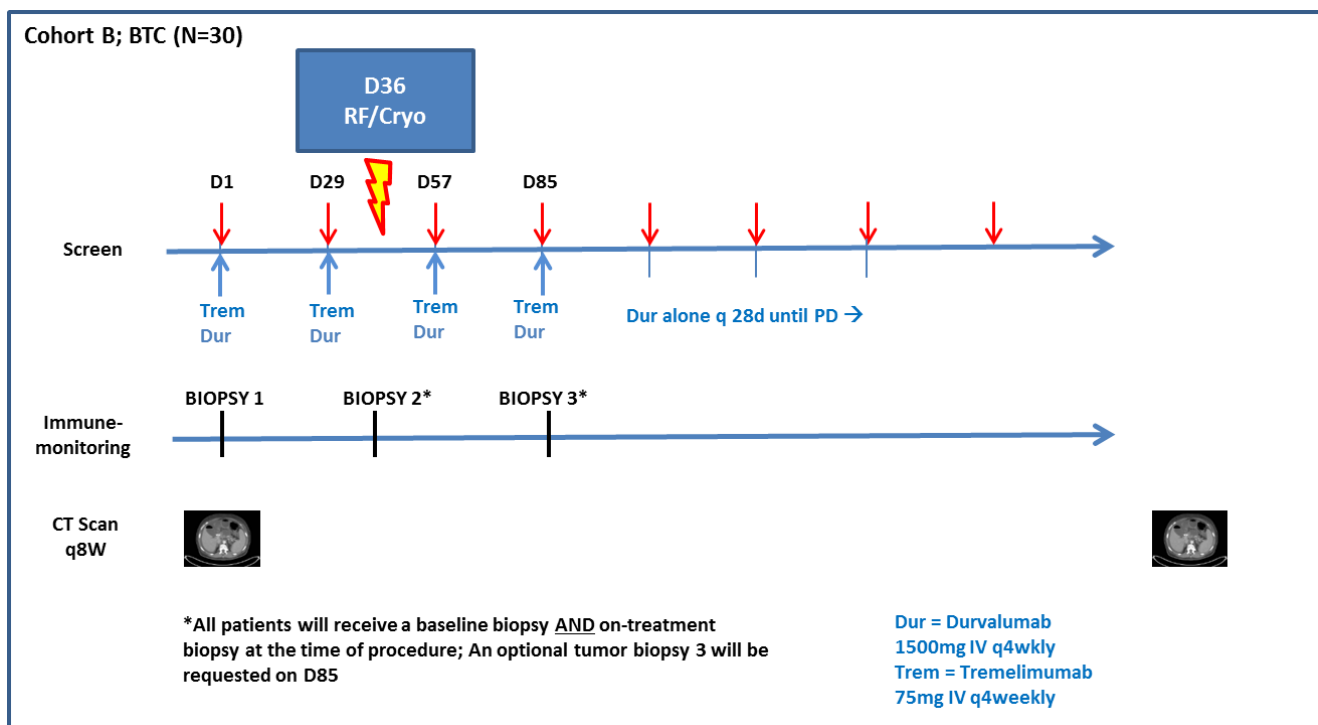 Cohort B; BTC (N=30)
D36
RF/Cryo
D1
D29
D57
D85
Screen
Trem
Dur
Trem
Dur
Trem
Dur
Trem
Dur
Dur alone q 28d until PD →
BIOPSY 1
BIOPSY 2*
BIOPSY 3*
Immune-
monitoring
CT Scan
q8W
*All patients will receive a baseline biopsy AND on-treatment
biopsy at the time of procedure; An optional tumor biopsy 3 will be
requested on D85
Dur = Durvalumab
1500mg IV q4wkly
Trem = Tremelimumab
75mg IV q4weekly